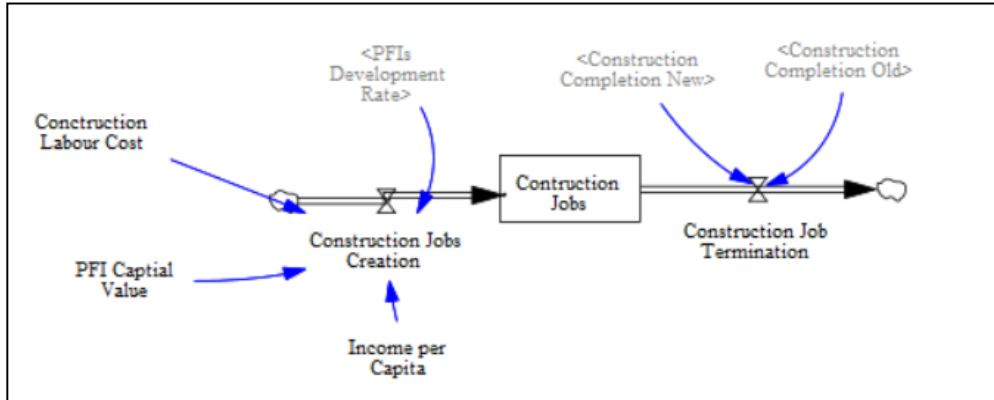 <PFIs
Development
Rate>
<Construction
Completion New>
<Construction
Completion Old>
Conctruction
Labour Cost
Contruction
Jobs
Construction Jobs
Creation
Construction Job
Termination
PFI Captial
Value
Income per
Capita